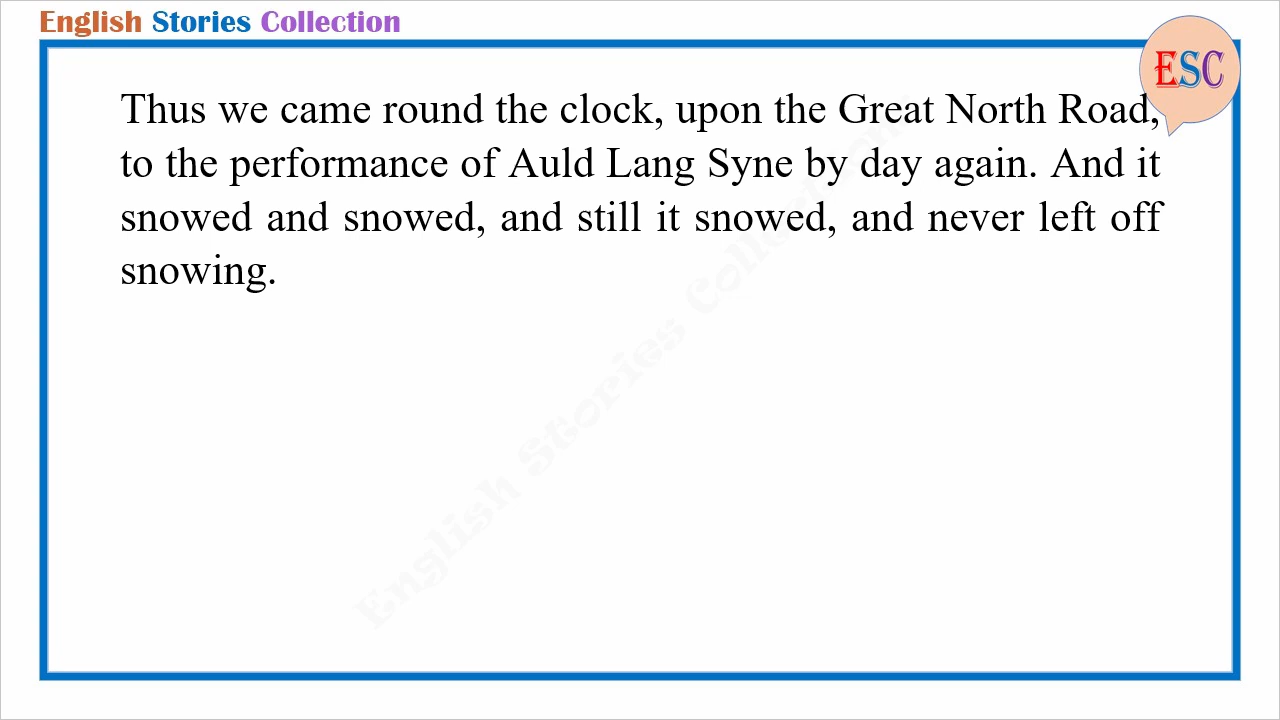 English Stories Collection
ESC
Thus we came round the clock, upon the Great North Road,
to the performance of Auld Lang Syne by day again. And it
snowed and snowed, and still it snowed, and never left off
snowing.
English Stories Collections